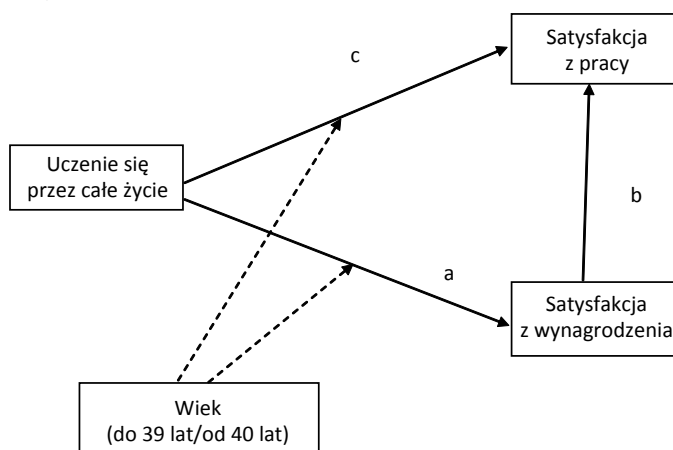 Satysfakcja
z pracy
c
Uczenie się
przez całe życie
b
a
Satysfakcja
z wynagrodzenia
Wiek
(do 39 lat/od 40 lat)